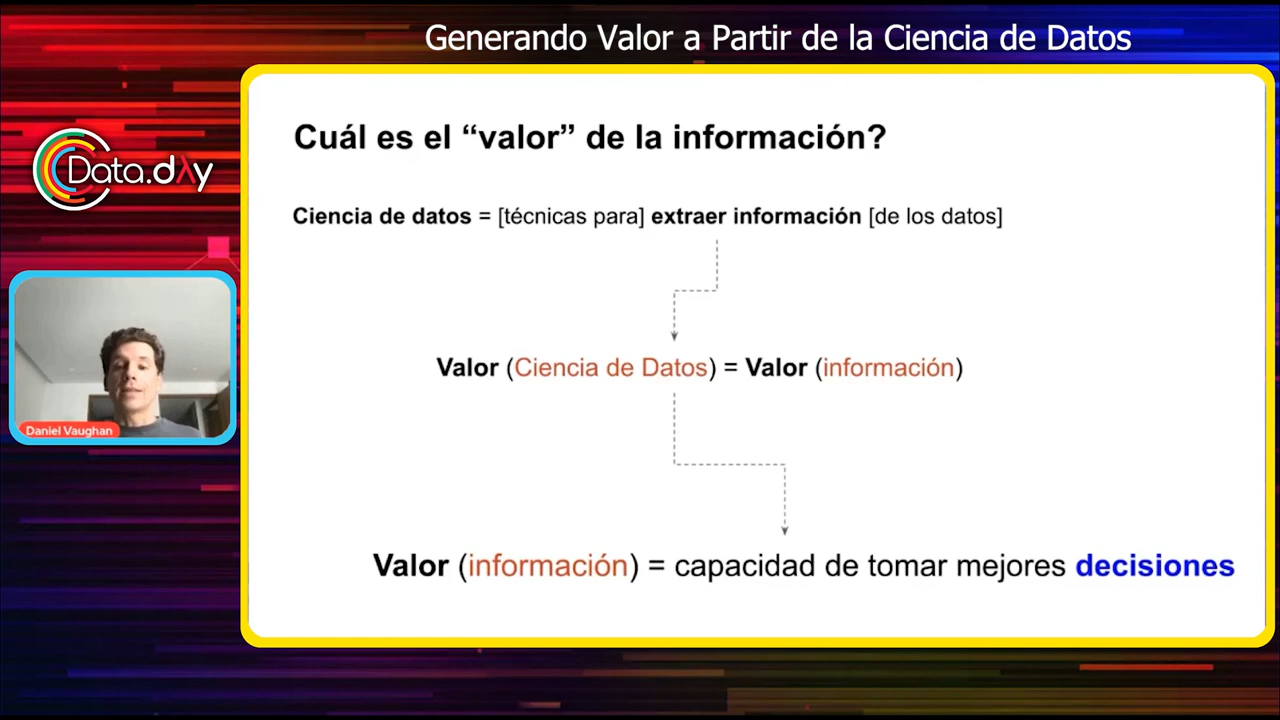 Generando Valor a Partir de la Ciencia de Datos
Data.dλy
Cuál es el “valor” de la información?
Ciencia de datos = [técnicas para] extraer información [de los datos]
Valor (Ciencia de Datos) = Valor (información)
Daniel Vaughan
Valor (información) = capacidad de tomar mejores decisiones